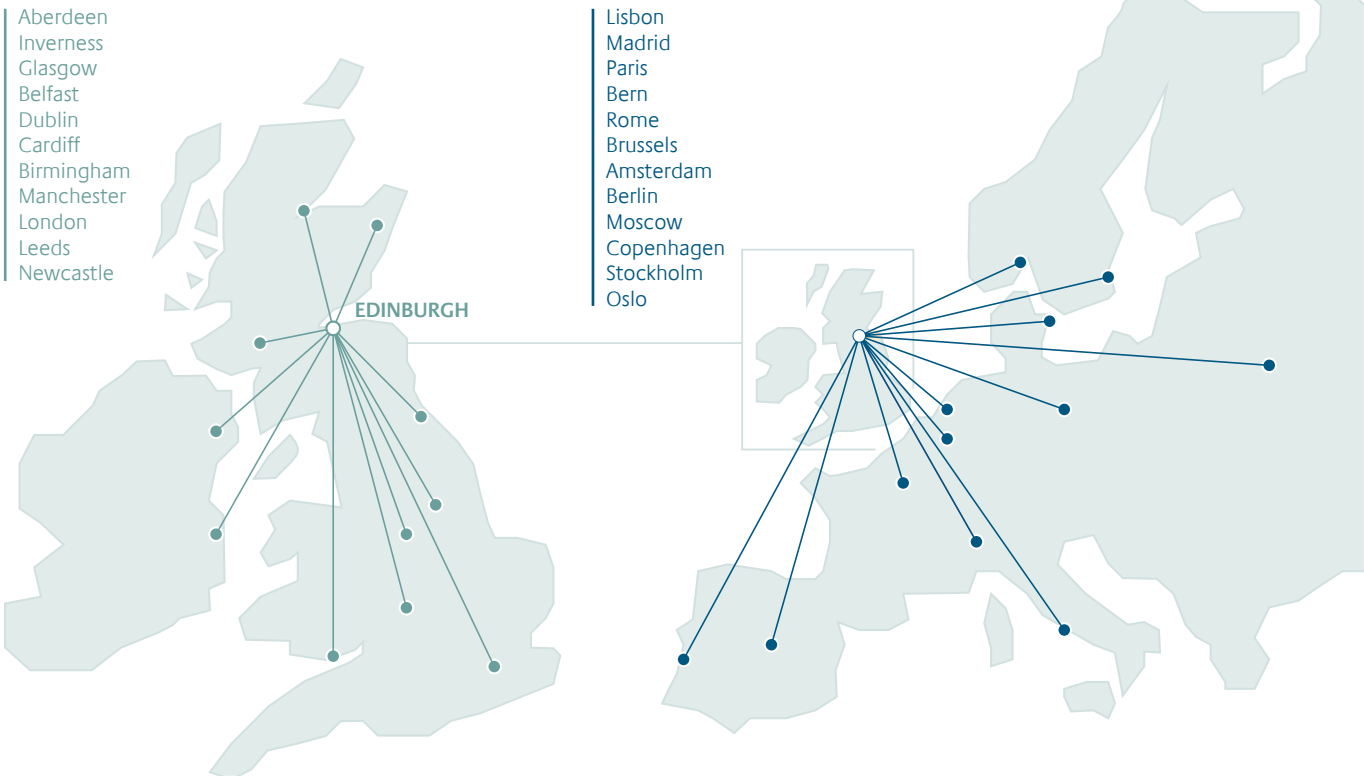 Aberdeen
Inverness
Glasgow
Belfast
Dublin
Cardiff
Birmingham
Manchester
London
Leeds
Newcastle
EDINBURGH
Lisbon
Madrid
Paris
Bern
Rome
Brussels
Amsterdam
Berlin
Moscow
Copenhagen
Stockholm
Oslo